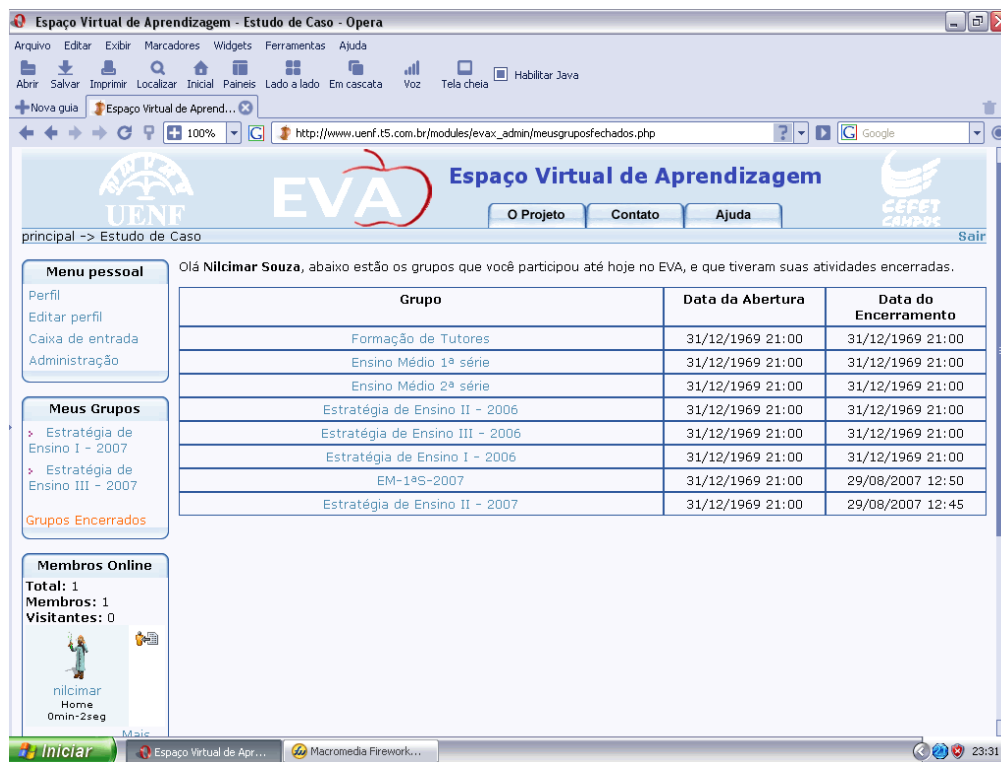 Espaço Virtual de Aprendizagem - Estudo de Caso - Opera
Arquivo Editar Exibir Marcadores Widgets Ferramentas Ajuda
Abrir Salvar Imprimir Localizar Inicial Paineis Lado a lado Em cascata Voz Tela cheia Habilitar Java
Nova guia Espaço Virtual de Aprend...
100% G http://www.uenf.t5.com.br/modules/evax_admin/meusgruposfechados.php ? G Google
UENF
EVA
Espaço Virtual de Aprendizagem
O Projeto Contato Ajuda
CEFET
CAMPOS
principal -> Estudo de Caso Sair
Menu pessoal
Perfil
Editar perfil
Caixa de entrada
Administração
Meus Grupos
Estratégia de
Ensino I - 2007
Estratégia de
Ensino III - 2007
Grupos Encerrados
Membros Online
Total: 1
Membros: 1
Visitantes: 0
nilcimar
Home
0min-2seg
Mais
Olá Nilcimar Souza, abaixo estão os grupos que você participou até hoje no EVA, e que tiveram suas atividades encerradas.
Grupo Data da Abertura Data do
Encerramento
Formação de Tutores 31/12/1969 21:00 31/12/1969 21:00
Ensino Médio 1ª série 31/12/1969 21:00 31/12/1969 21:00
Ensino Médio 2ª série 31/12/1969 21:00 31/12/1969 21:00
Estratégia de Ensino II - 2006 31/12/1969 21:00 31/12/1969 21:00
Estratégia de Ensino III - 2006 31/12/1969 21:00 31/12/1969 21:00
Estratégia de Ensino I - 2006 31/12/1969 21:00 31/12/1969 21:00
EM-1ªS-2007 31/12/1969 21:00 29/08/2007 12:50
Estratégia de Ensino II - 2007 31/12/1969 21:00 29/08/2007 12:45
Iniciar Espaço Virtual de Apr... Macromedia Firework... 23:31